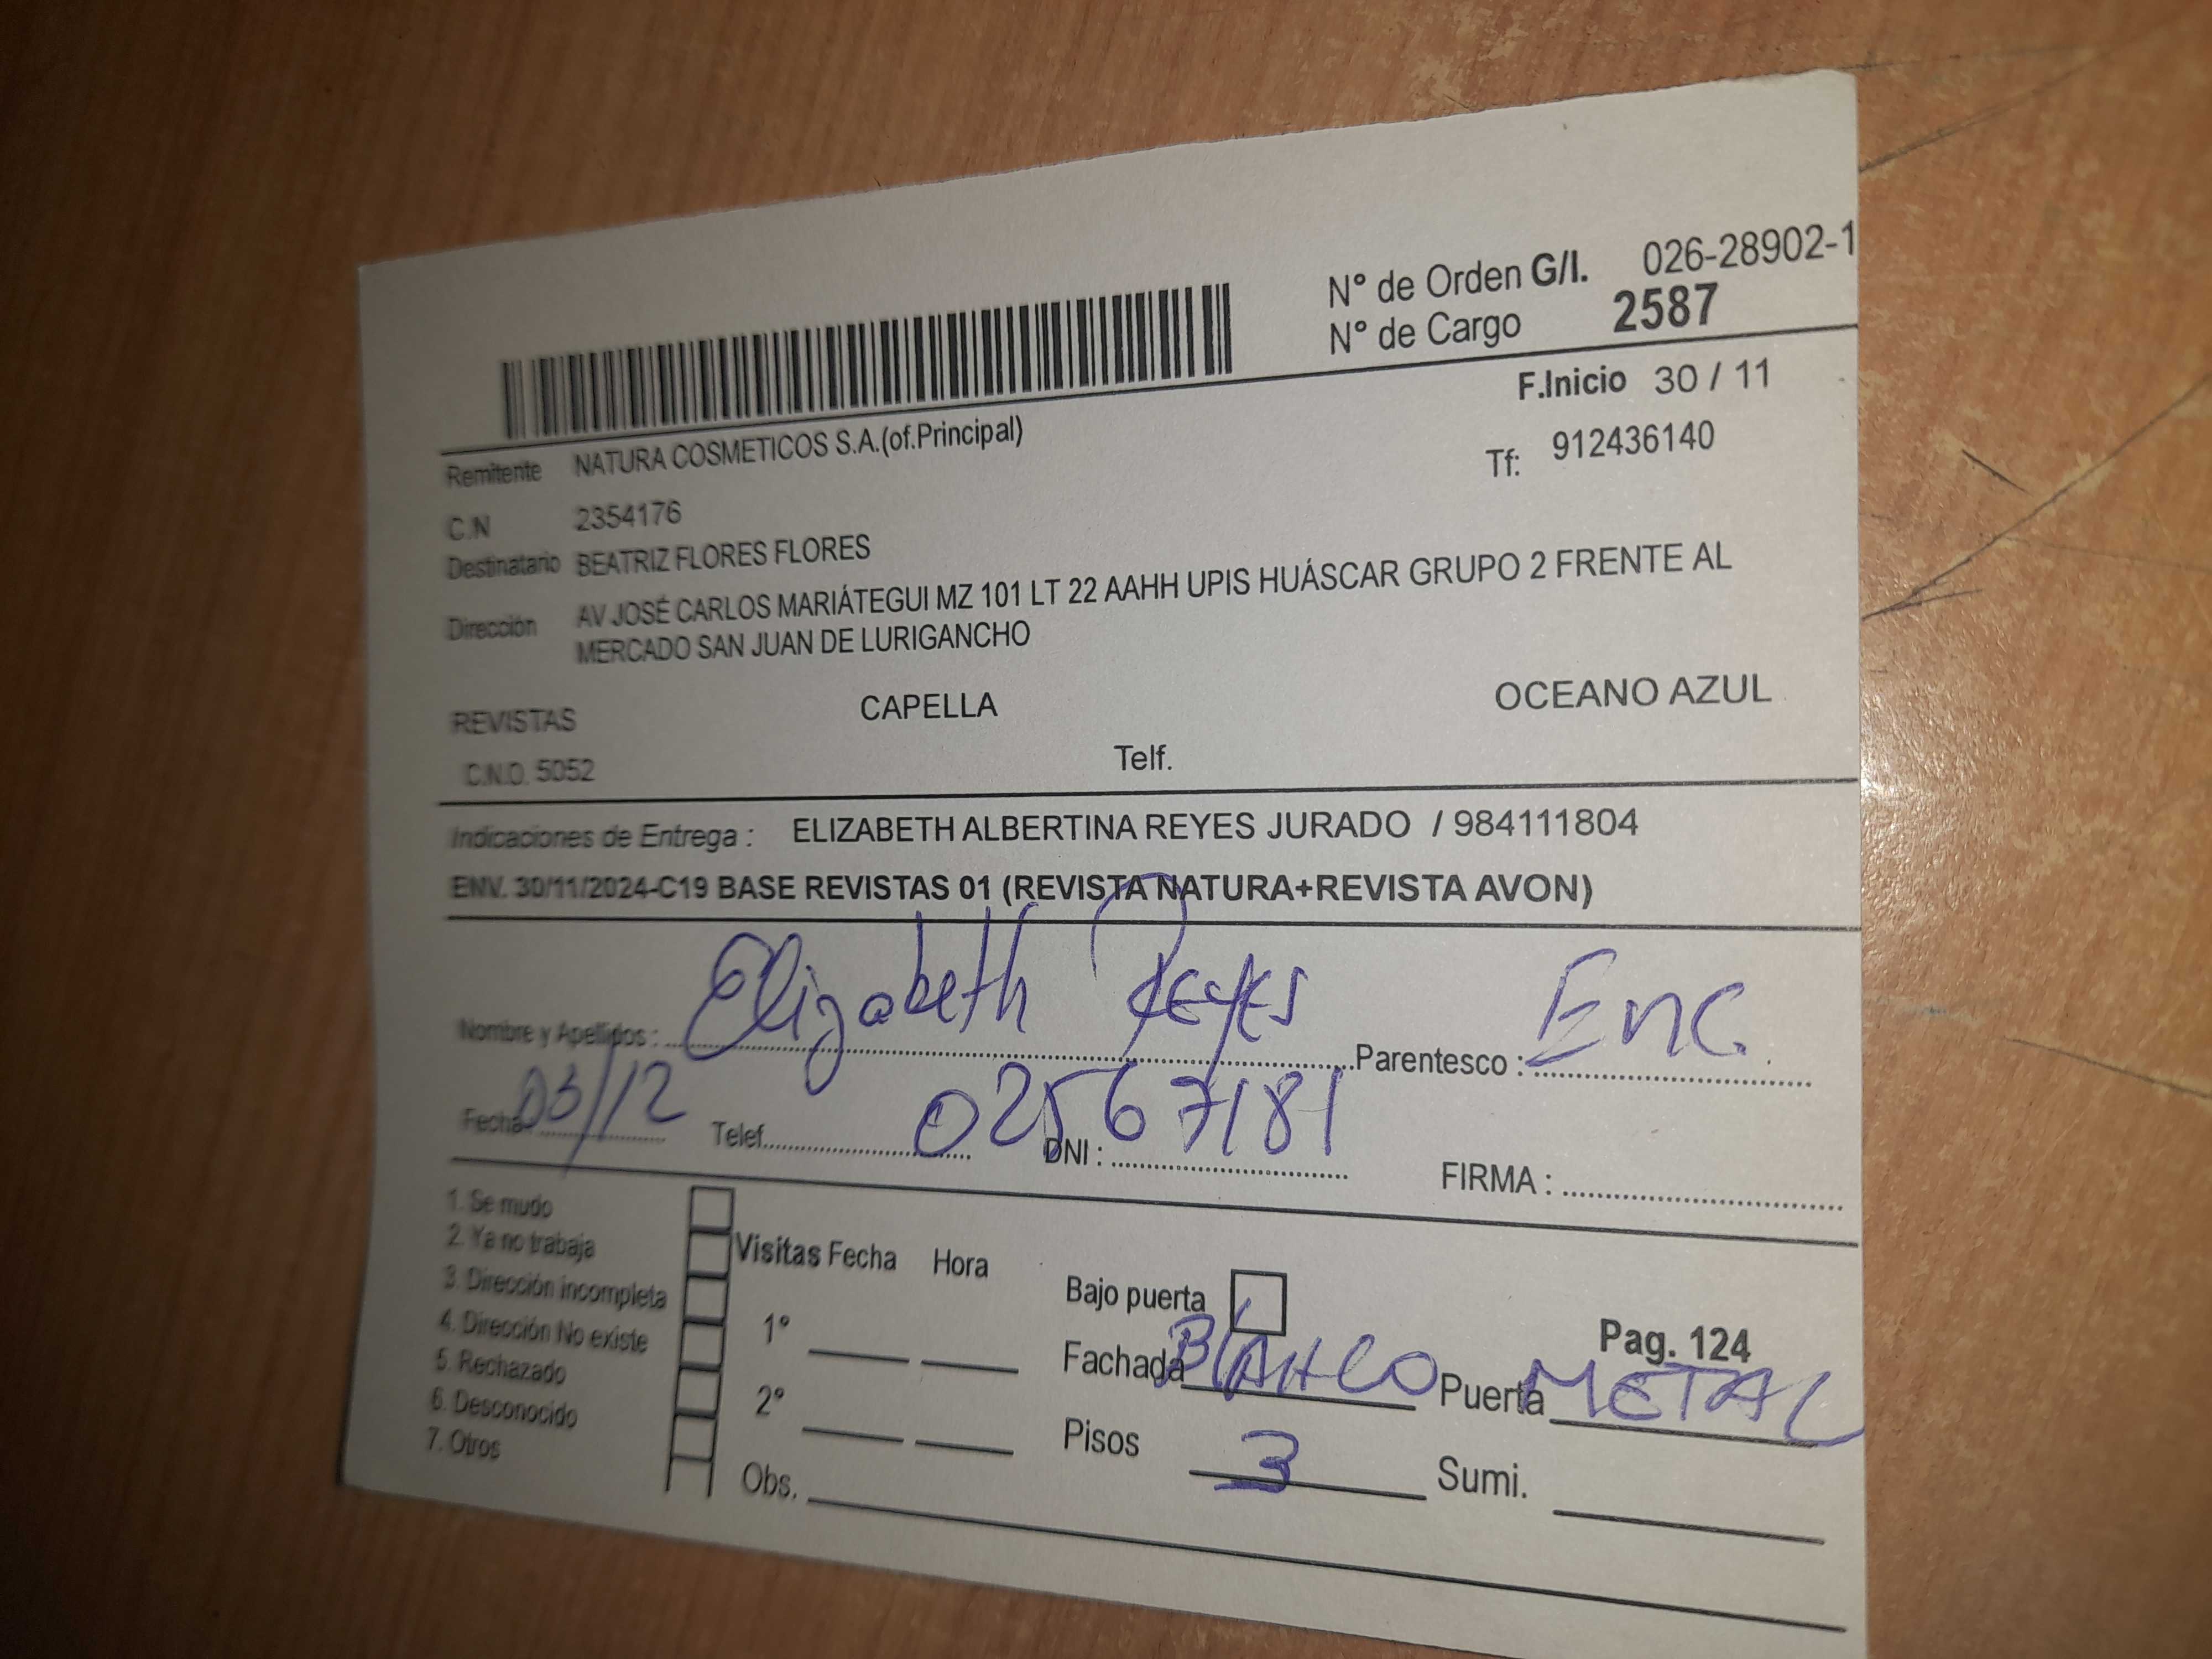 N° de Orden G/I. 026-28902-1
N° de Cargo 2587
F.Inicio 30 / 11
Remitente NATURA COSMETICOS S.A.(of.Principal)
Tf: 912436140
C.N 2354176
Destinatario BEATRIZ FLORES FLORES
Dirección AV JOSÉ CARLOS MARIÁTEGUI MZ 101 LT 22 AAHH UPIS HUÁSCAR GRUPO 2 FRENTE AL
MERCADO SAN JUAN DE LURIGANCHO
REVISTAS CAPELLA OCEANO AZUL
C.N.O. 5052 Telf.
Indicaciones de Entrega : ELIZABETH ALBERTINA REYES JURADO / 984111804
ENV. 30/11/2024-C19 BASE REVISTAS 01 (REVISTA NATURA+REVISTA AVON)
Nombre y Apellidos : Elizabeth Reyes Parentesco : Enc.
Fecha 03/12 Telef. DNI : 02567181 FIRMA :
1. Se mudo
2. Ya no trabaja
3. Dirección incompleta
4. Dirección No existe
5. Rechazado
6. Desconocido
7. Otros
Visitas Fecha Hora
1°
2°
Obs.
Bajo puerta
Pag. 124
Fachada BLANCO Puerta METAL
Pisos 3 Sumi.